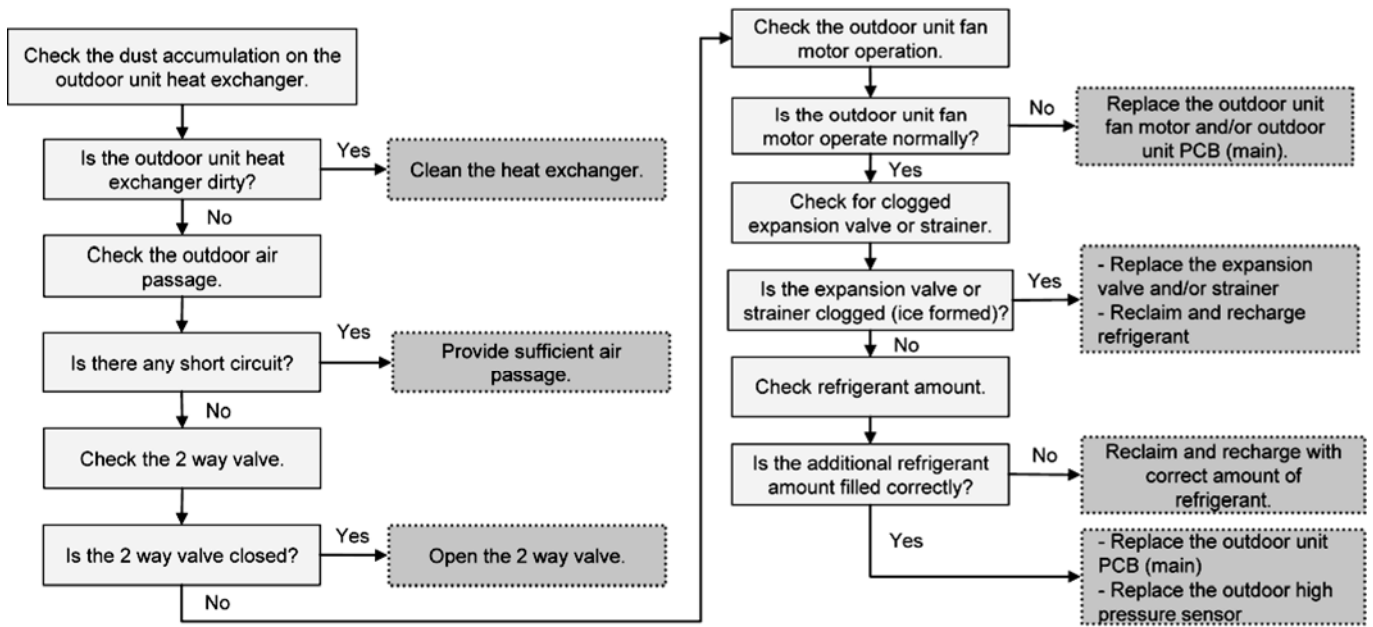 Check the dust accumulation on the
outdoor unit heat exchanger.
Is the outdoor unit heat
exchanger dirty?
Yes
Clean the heat exchanger.
No
Check the outdoor air
passage.
Is there any short circuit?
Yes
Provide sufficient air
passage.
No
Check the 2 way valve.
Is the 2 way valve closed?
Yes
Open the 2 way valve.
No
Check the outdoor unit fan
motor operation.
Is the outdoor unit fan
motor operate normally?
No
Replace the outdoor unit
fan motor and/or outdoor
unit PCB (main).
Yes
Check for clogged
expansion valve or strainer.
Is the expansion valve or
strainer clogged (ice formed)?
Yes
- Replace the expansion
valve and/or strainer
- Reclaim and recharge
refrigerant
No
Check refrigerant amount.
Is the additional refrigerant
amount filled correctly?
No
Reclaim and recharge with
correct amount of
refrigerant.
Yes
- Replace the outdoor unit
PCB (main)
- Replace the outdoor high
pressure sensor